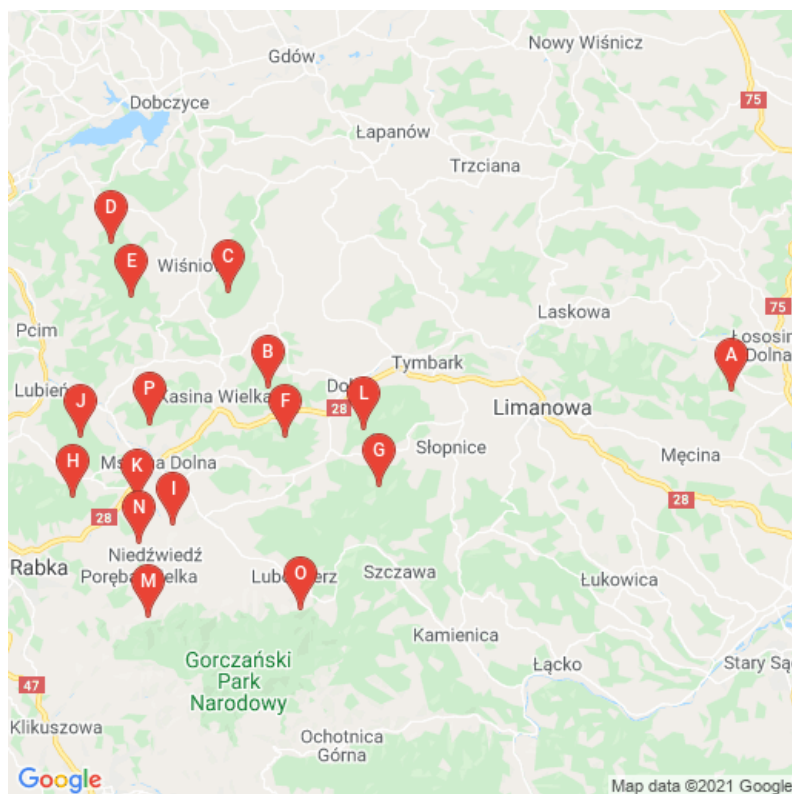 Gdów
Nowy Wiśnicz
Dobczyce
75
Łapanów
Trzciana
D
E
Wiśniow
C
75
Laskowa
Pcim
Łososin
Dolna
A
B
Tymbark
Lubień
P
Kasina Wielka
Dob
L
J
F
28
Limanowa
Słopnice
G
Męcina
Mszana Dolna
H
K
I
28
N
28
Niedźwiedź
Rabka
Poręba Wielka
M
Lubomierz
O
Szczawa
Łukowica
Kamienica
Gorczański
Park
Narodowy
Łącko
Stary Są
47
Klikuszowa
Ochotnica
Górna
Google
Map data ©2021 Google